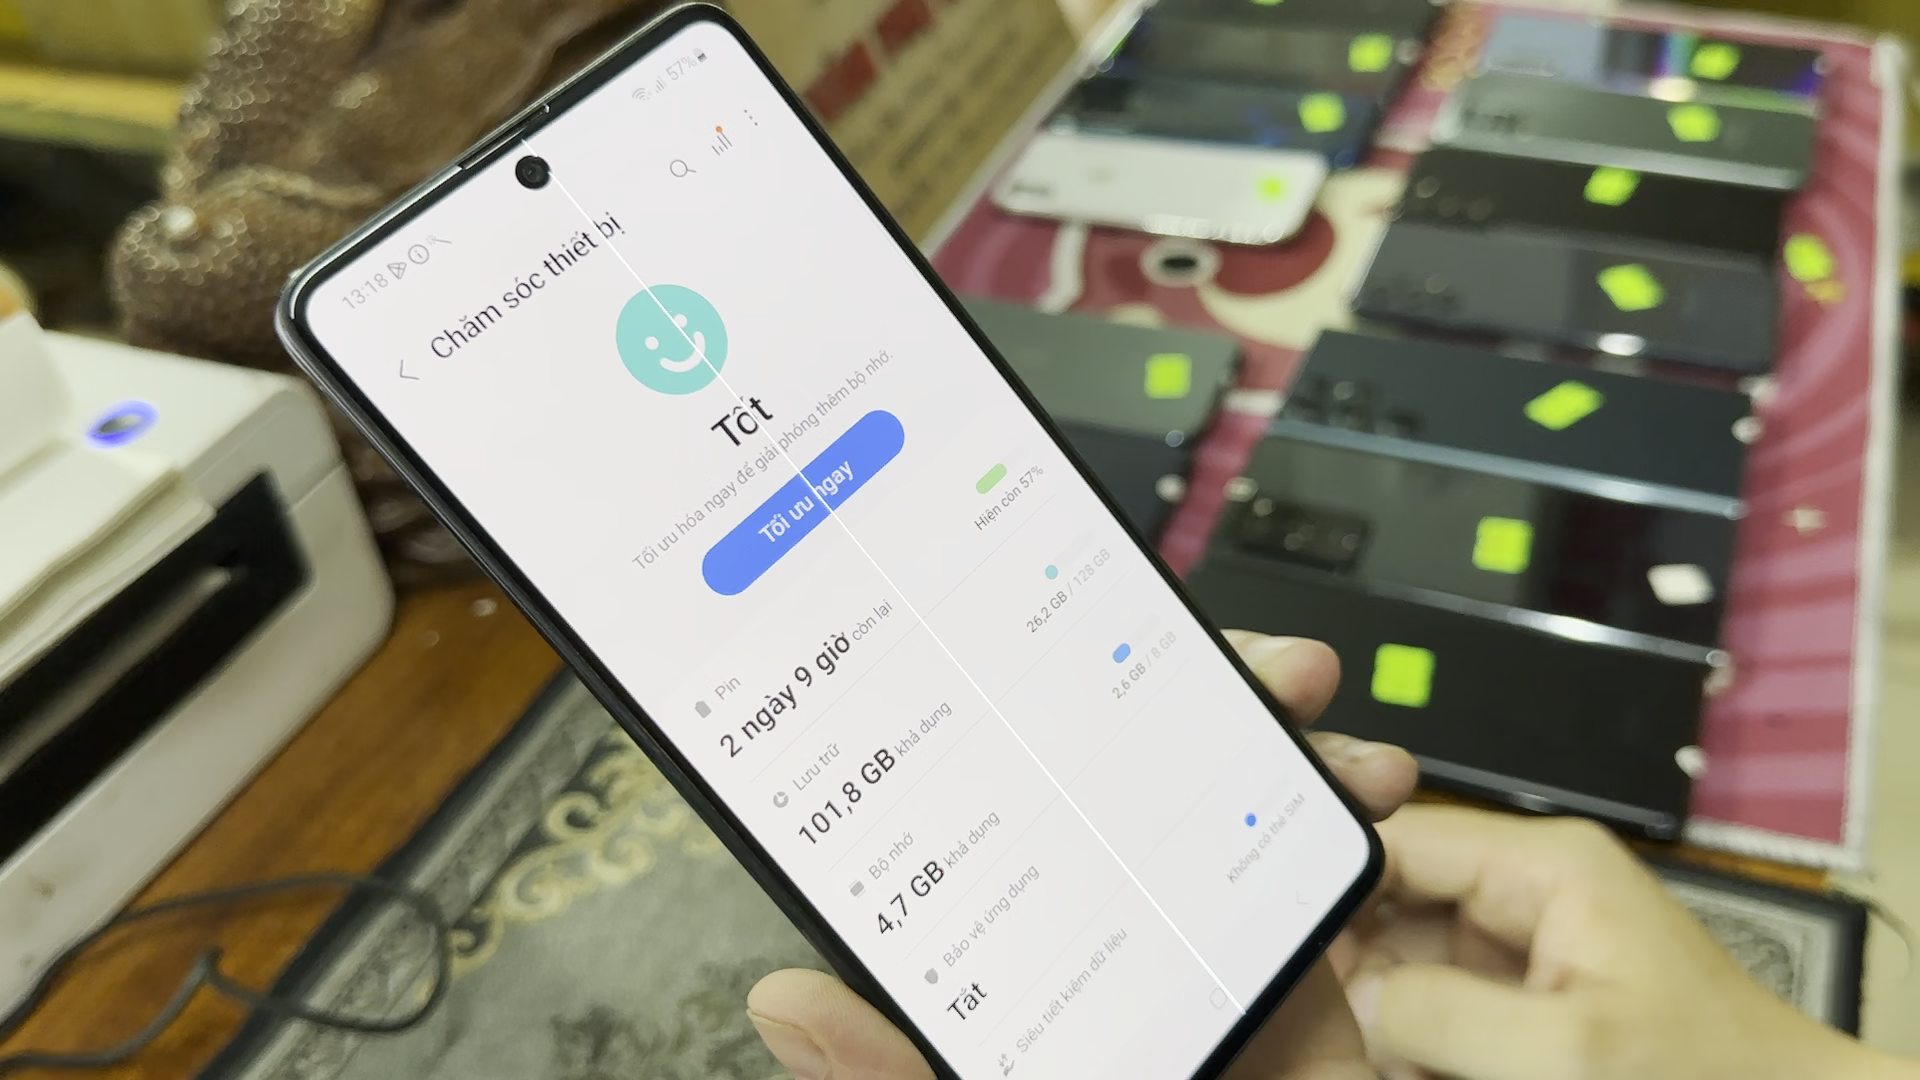 13:18
57%
Chăm sóc thiết bị
Tốt
Tối ưu hóa ngay để giải phóng thêm bộ nhớ.
Tối ưu ngay
Pin
2 ngày 9 giờ còn lại
Hiện còn 57%
Lưu trữ
101,8 GB khả dụng
26,2 GB / 128 GB
Bộ nhớ
4,7 GB khả dụng
2,6 GB / 8 GB
Bảo vệ ứng dụng
Tắt
Siêu tiết kiệm dữ liệu
Không có thẻ SIM